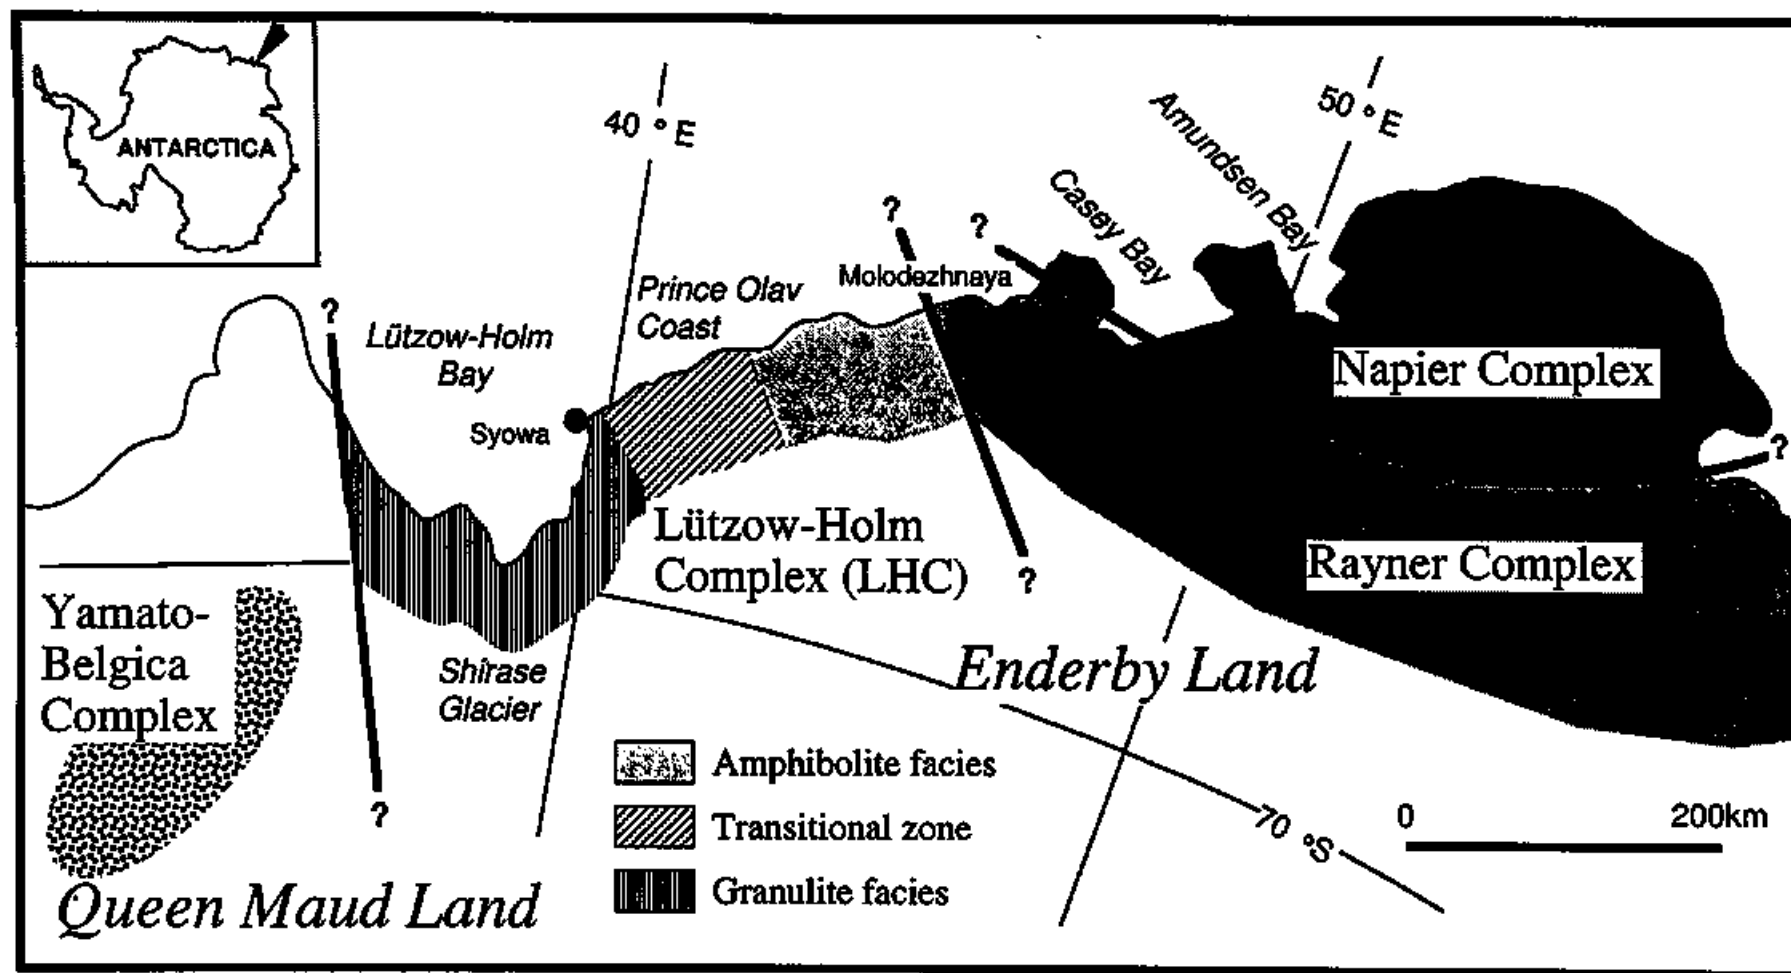 ANTARCTICA
40 ° E
50 ° E
Amundsen Bay
Casey Bay
?
?
Molodezhnaya
Prince Olav
Coast
?
Lützow-Holm
Bay
Syowa
Napier Complex
?
Lützow-Holm
Complex (LHC)
?
Rayner Complex
Yamato-
Belgica
Complex
Shirase
Glacier
Enderby Land
?
Amphibolite facies
Transitional zone
Granulite facies
70 °S
0 200km
Queen Maud Land